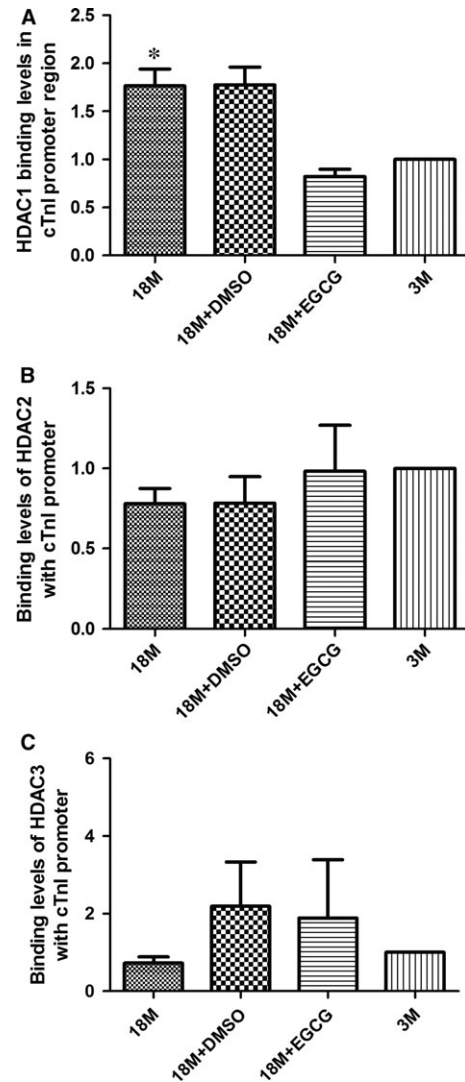 A
HDAC1 binding levels in
cTnI promoter region
2.5
2.0
1.5
1.0
0.5
0.0
*
18M
18M+DMSO
18M+EGCG
3M
B
Binding levels of HDAC2
with cTnI promoter
1.5
1.0
0.5
0.0
18M
18M+DMSO
18M+EGCG
3M
C
Binding levels of HDAC3
with cTnI promoter
6
4
2
0
18M
18M+DMSO
18M+EGCG
3M